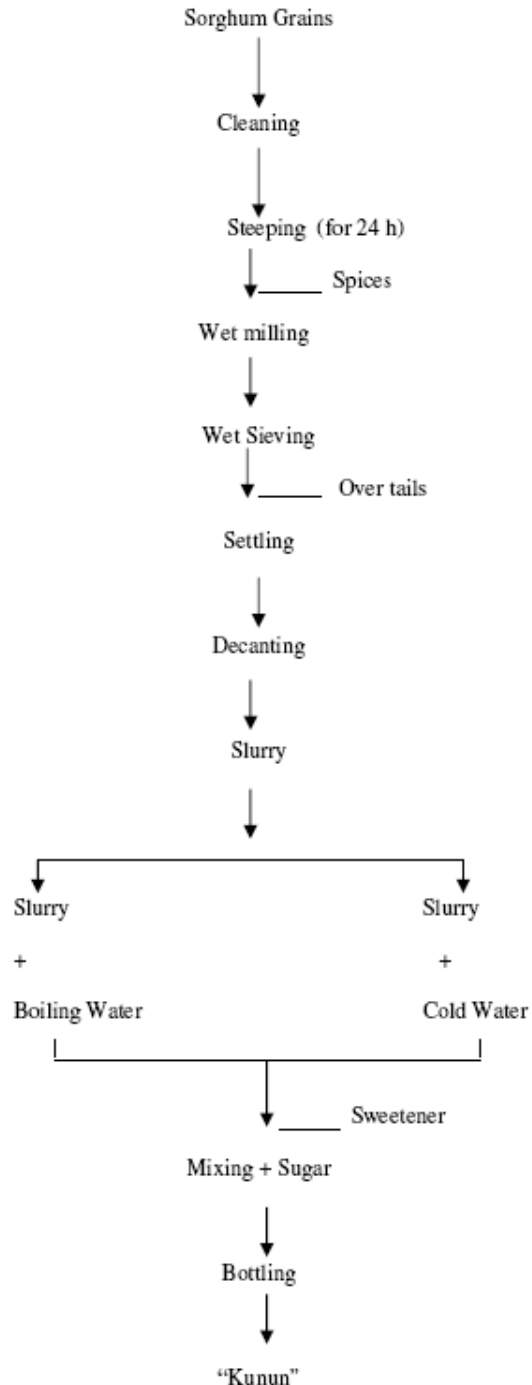 Sorghum Grains
Cleaning
Steeping (for 24 h)
Spices
Wet milling
Wet Sieving
Over tails
Settling
Decanting
Slurry
Slurry
Slurry
+
+
Boiling Water
Cold Water
Sweetener
Mixing + Sugar
Bottling
“Kunun”